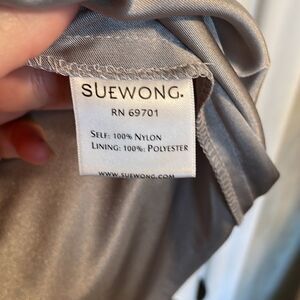 SUEWONG.
RN 69701
SELF: 100% NYLON
LINING: 100%: POLYESTER
WWW.SUEWONG.COM